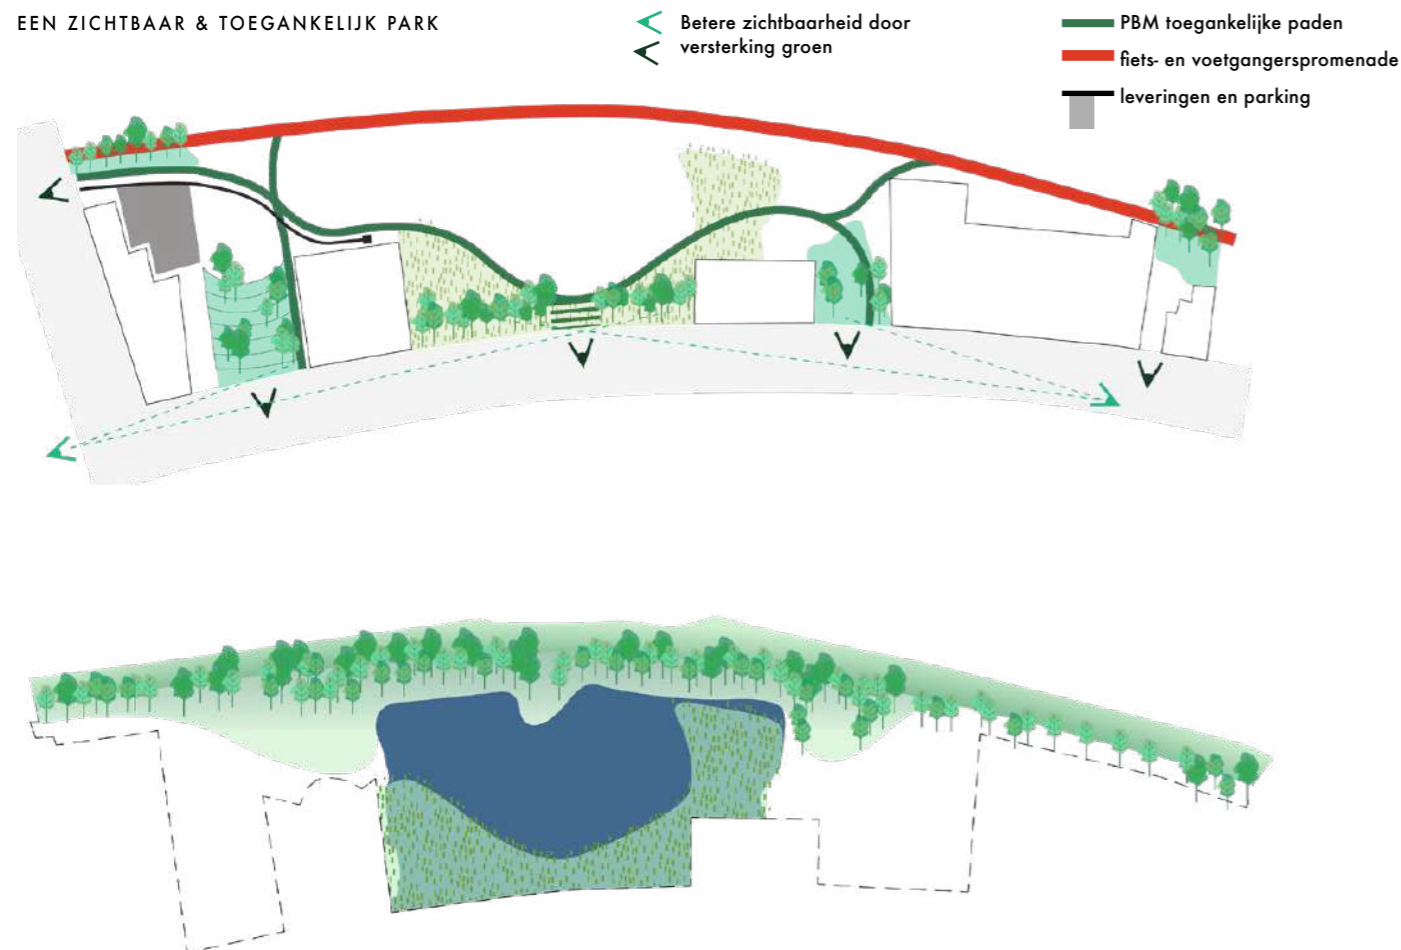 EEN ZICHTBAAR & TOEGANKELIJK PARK
Betere zichtbaarheid door
versterking groen
PBM toegankelijke paden
fiets- en voetgangerspromenade
leveringen en parking